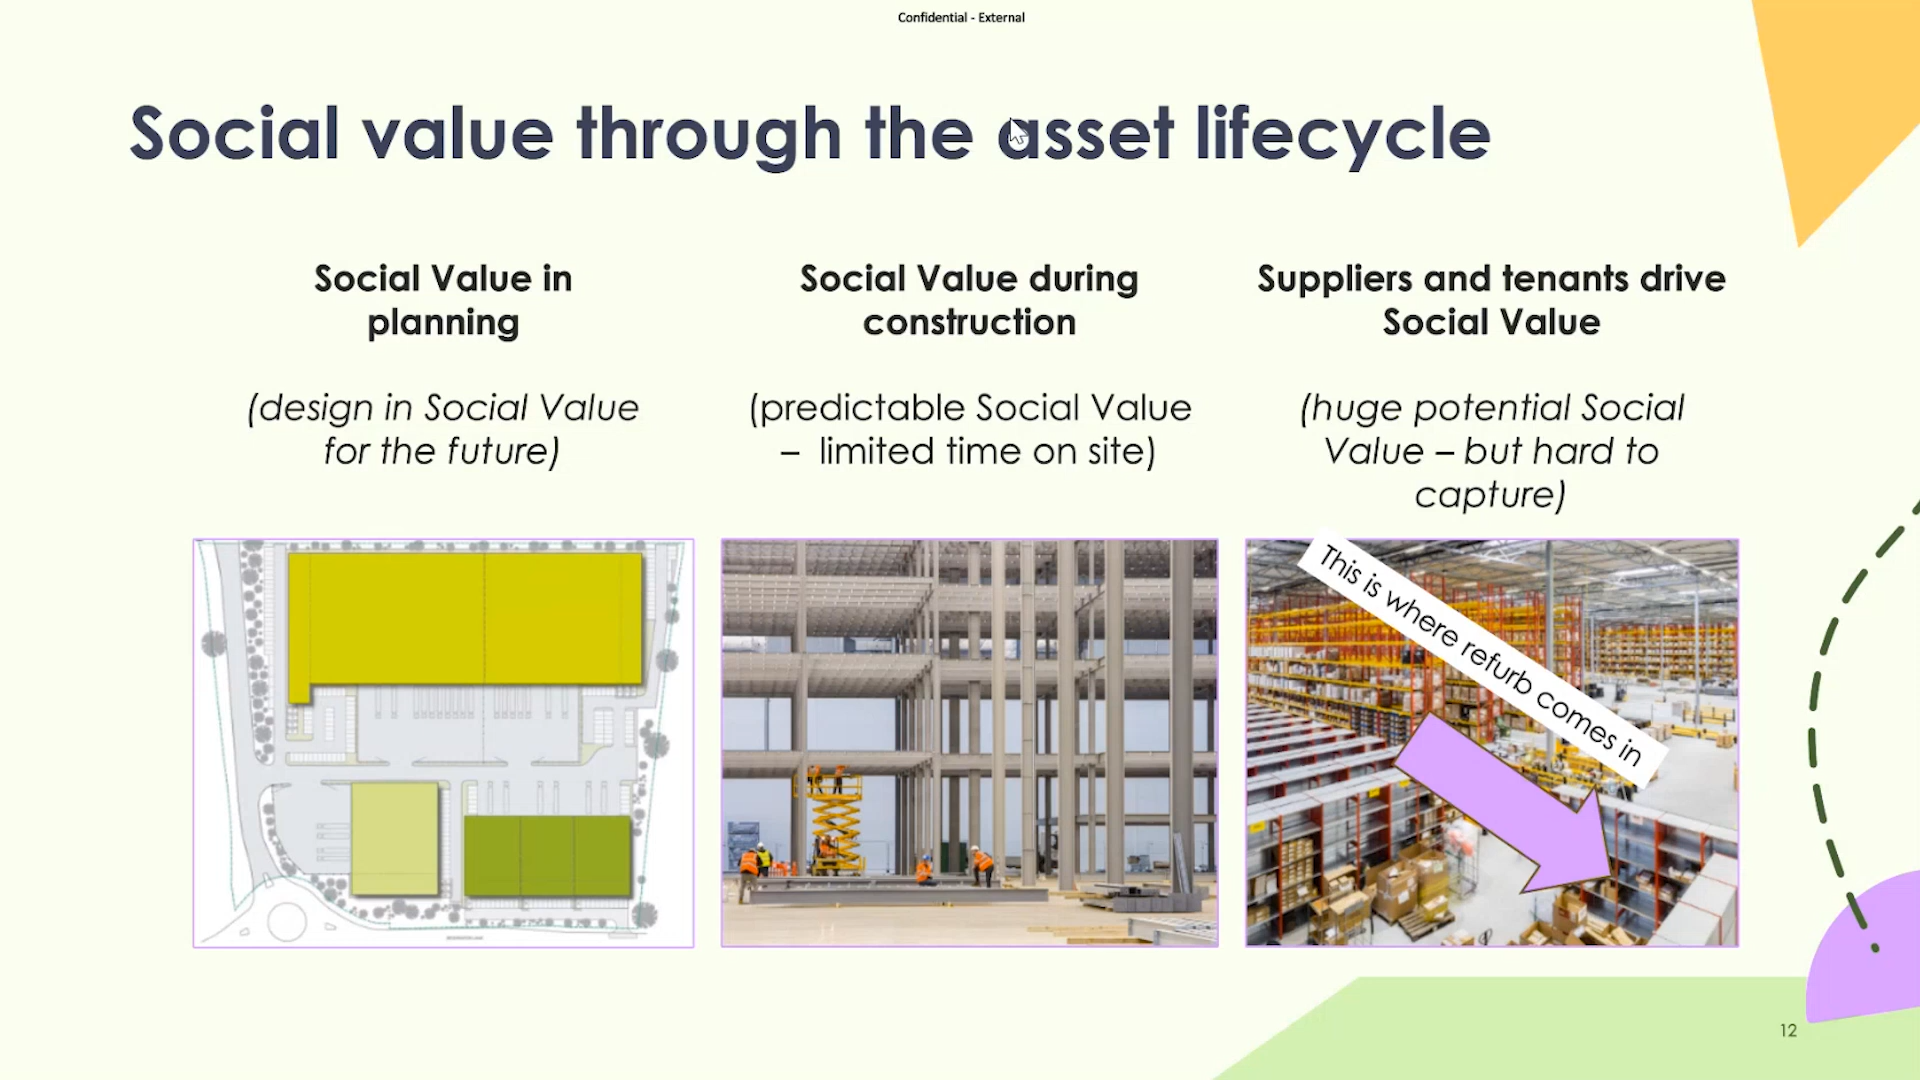 Confidential - External
Social value through the asset lifecycle
Social Value in
planning
(design in Social Value
for the future)
Social Value during
construction
(predictable Social Value
–  limited time on site)
Suppliers and tenants drive
Social Value
(huge potential Social
Value – but hard to
capture)
This is where refurb comes in
12